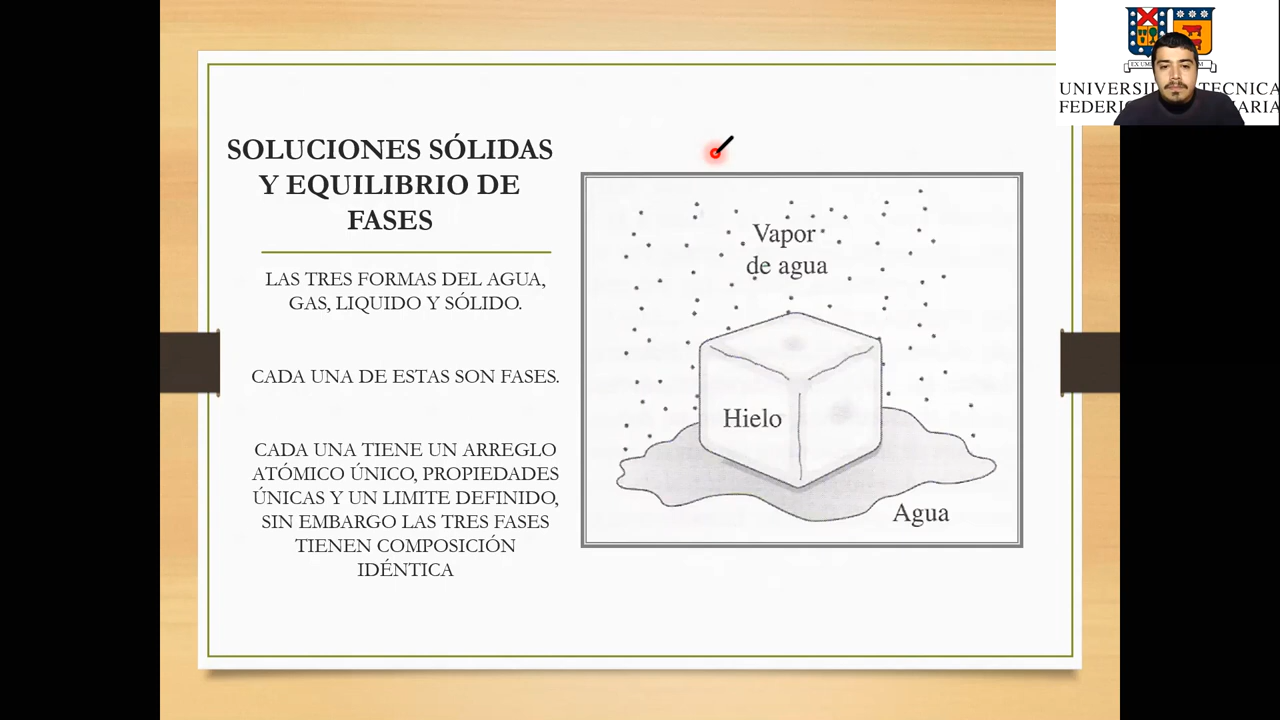 SOLUCIONES SÓLIDAS
Y EQUILIBRIO DE
FASES
LAS TRES FORMAS DEL AGUA,
GAS, LIQUIDO Y SÓLIDO.
CADA UNA DE ESTAS SON FASES.
CADA UNA TIENE UN ARREGLO
ATÓMICO ÚNICO, PROPIEDADES
ÚNICAS Y UN LIMITE DEFINIDO,
SIN EMBARGO LAS TRES FASES
TIENEN COMPOSICIÓN
IDÉNTICA
Vapor
de agua
Hielo
Agua